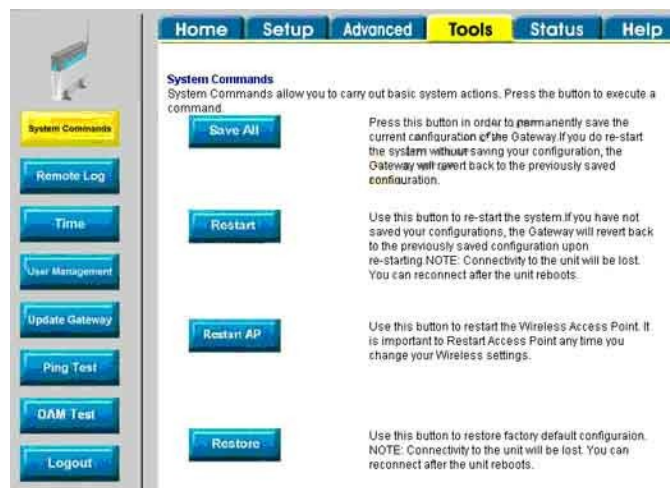 Home Setup Advanced Tools Status Help
System Commands
Remote Log
Time
User Management
Update Gateway
Ping Test
OAM Test
Logout
System Commands
System Commands allow you to carry out basic system actions. Press the button to execute a
command.
Save All
Press this button in order to permanently save the
current configuration of the Gateway.If you do re-start
the system without saving your configuration, the
Gateway will revert back to the previously saved
configuration.
Restart
Use this button to re-start the system.If you have not
saved your configurations, the Gateway will revert back
to the previously saved configuration upon
re-starting.NOTE: Connectivity to the unit will be lost.
You can reconnect after the unit reboots.
Restart AP
Use this button to restart the Wireless Access Point. It
is important to Restart Access Point any time you
change your Wireless settings.
Restore
Use this button to restore factory default configuraion.
NOTE: Connectivity to the unit will be lost. You can
reconnect after the unit reboots.